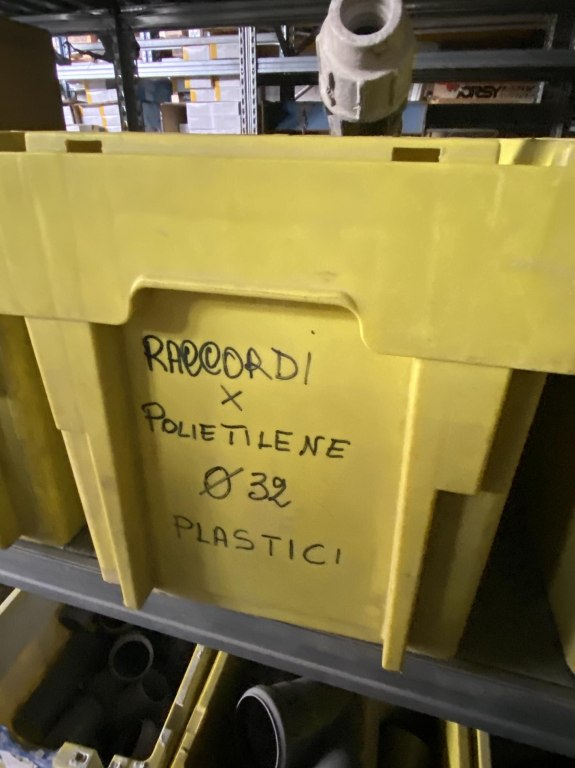 RACCORDI
X
POLIETILENE
Ø 32
PLASTICI